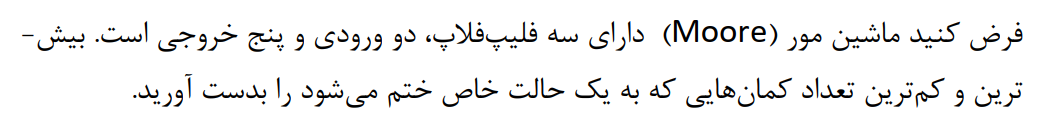 فرض کنید ماشین مور (Moore) دارای سه فلیپ‌فلاپ، دو ورودی و پنج خروجی است. بیش-
ترین و کم‌ترین تعداد کمان‌هایی که به یک حالت خاص ختم می‌شود را بدست آورید.